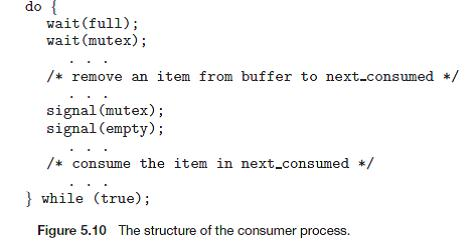 do {
wait(full);
wait(mutex);
. . .
/* remove an item from buffer to next_consumed */
. . .
signal(mutex);
signal(empty);
. . .
/* consume the item in next_consumed */
. . .
} while (true);
Figure 5.10 The structure of the consumer process.